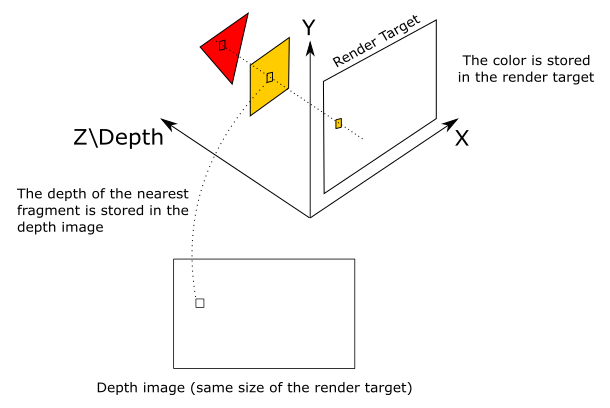 Y
Render Target
The color is stored
in the render target
Z\Depth
X
The depth of the nearest
fragment is stored in the
depth image
Depth image (same size of the render target)